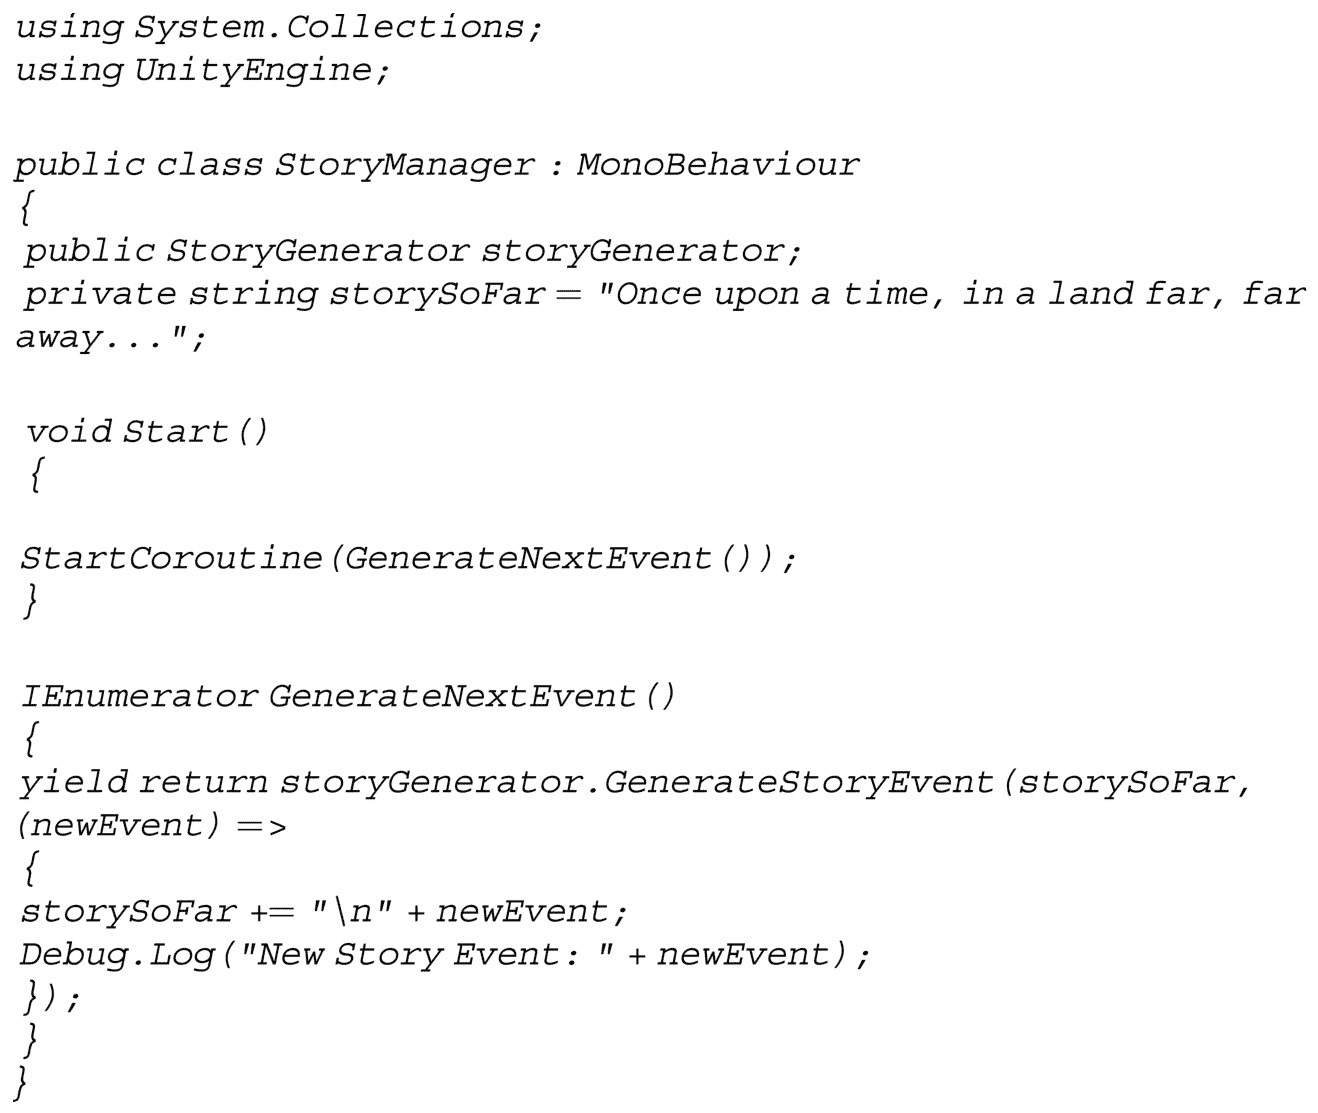 using System.Collections;
using UnityEngine;
public class StoryManager : MonoBehaviour
{
public StoryGenerator storyGenerator;
private string storySoFar = "Once upon a time, in a land far, far
away...";
void Start()
{
StartCoroutine(GenerateNextEvent());
}
IEnumerator GenerateNextEvent()
{
yield return storyGenerator.GenerateStoryEvent(storySoFar,
(newEvent) =>
{
storySoFar += "\n" + newEvent;
Debug.Log("New Story Event: " + newEvent);
});
}
}